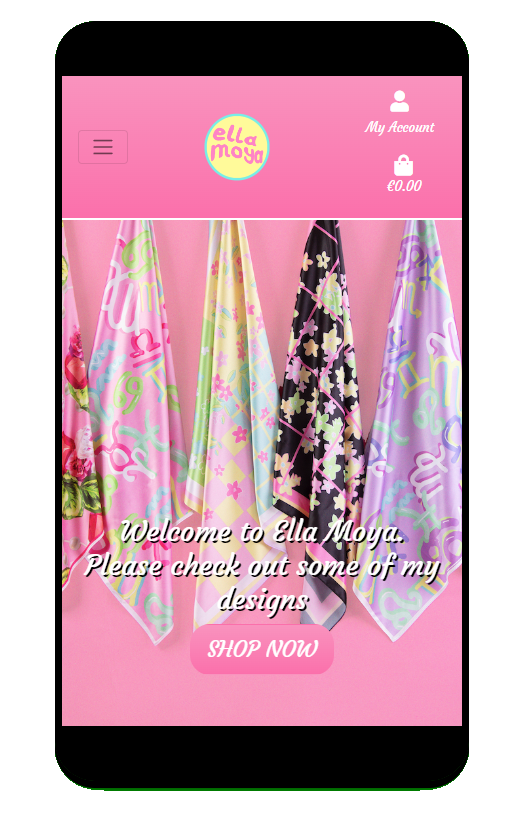 ella
moya
My Account
€0.00
Welcome to Ella Moya.
Please check out some of my
designs
SHOP NOW